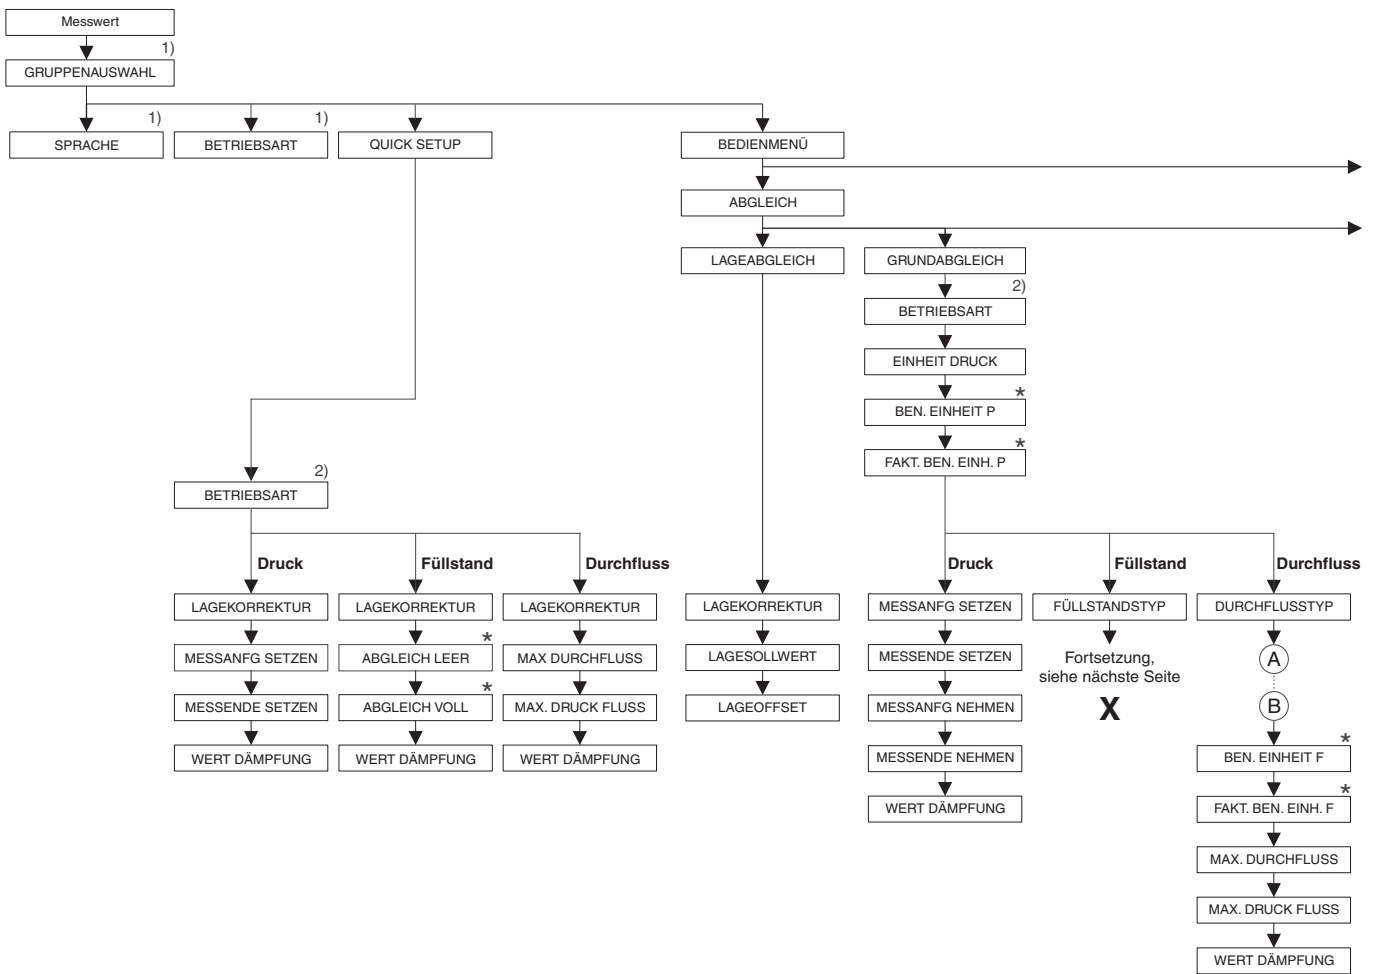 Messwert
1)
GRUPPENAUSWAHL
1)
1)
SPRACHE
BETRIEBSART
QUICK SETUP
BEDIENMENÜ
ABGLEICH
LAGEABGLEICH
GRUNDABGLEICH
2)
BETRIEBSART
EINHEIT DRUCK
*
BEN. EINHEIT P
*
FAKT. BEN. EINH. P
2)
BETRIEBSART
Druck
Füllstand
Durchfluss
Druck
Füllstand
Durchfluss
LAGEKORREKTUR
LAGEKORREKTUR
LAGEKORREKTUR
LAGEKORREKTUR
MESSANFG SETZEN
FÜLLSTANDSTYP
DURCHFLUSSTYP
*
MESSANFG SETZEN
ABGLEICH LEER
MAX DURCHFLUSS
LAGESOLLWERT
MESSENDE SETZEN
Fortsetzung,
siehe nächste Seite
A
*
MESSENDE SETZEN
ABGLEICH VOLL
MAX. DRUCK FLUSS
LAGEOFFSET
MESSANFG NEHMEN
X
B
*
WERT DÄMPFUNG
WERT DÄMPFUNG
WERT DÄMPFUNG
MESSENDE NEHMEN
BEN. EINHEIT F
*
WERT DÄMPFUNG
FAKT. BEN. EINH. F
MAX. DURCHFLUSS
MAX. DRUCK FLUSS
WERT DÄMPFUNG